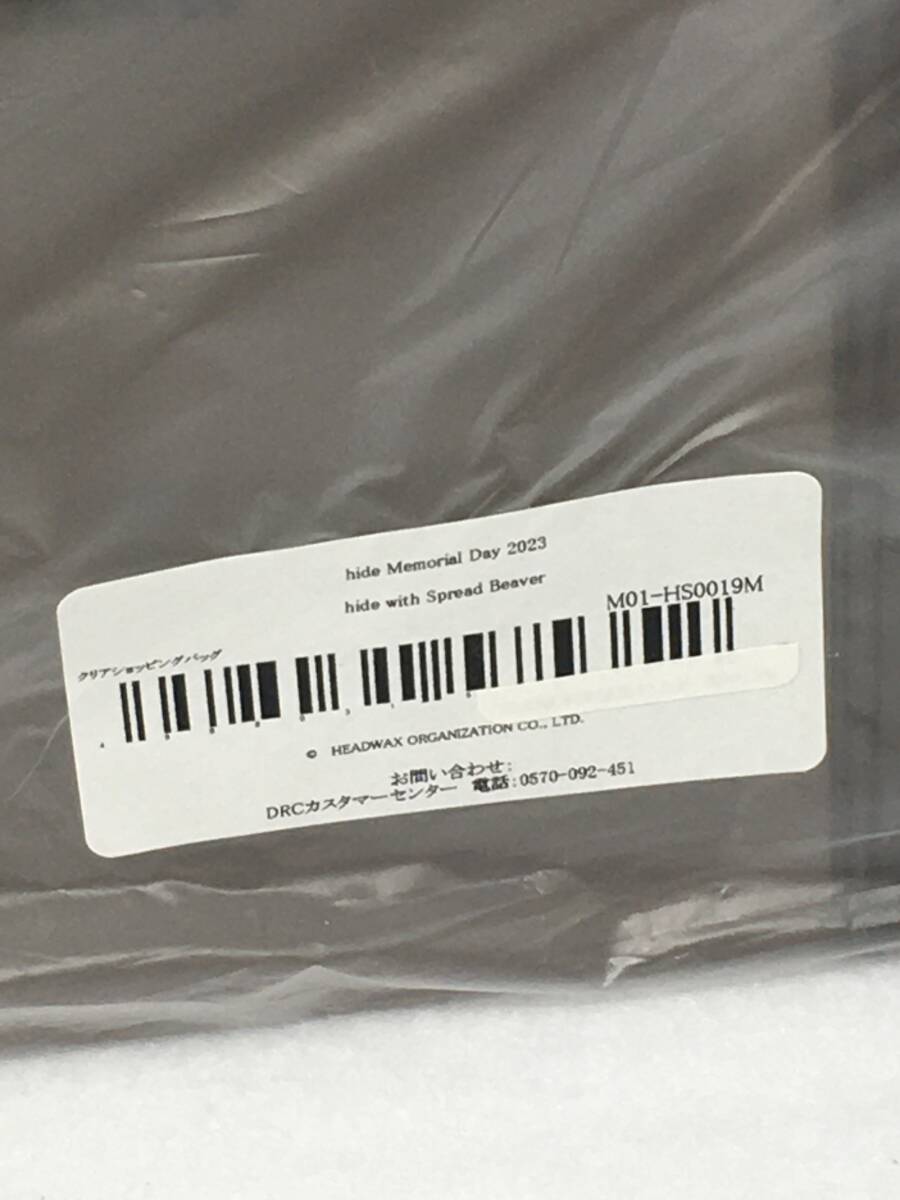 hide Memorial Day 2023
hide with Spread Beaver
M01-HS0019M
クリアショッピングバッグ
© HEADWAX ORGANIZATION CO., LTD.
お問い合わせ:
DRCカスタマーセンター 電話:0570-092-451